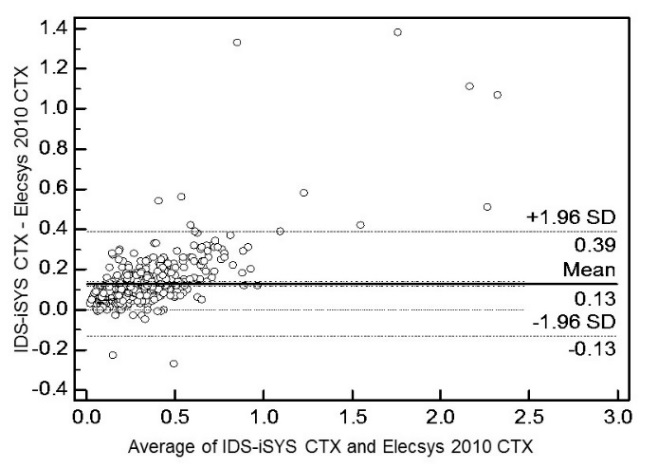 1.4
1.2
1.0
0.8
0.6
0.4
0.2
0.0
-0.2
-0.4
IDS-iSYS CTX - Elecsys 2010 CTX
+1.96 SD
0.39
Mean
0.13
-1.96 SD
-0.13
0.0 0.5 1.0 1.5 2.0 2.5 3.0
Average of IDS-iSYS CTX and Elecsys 2010 CTX